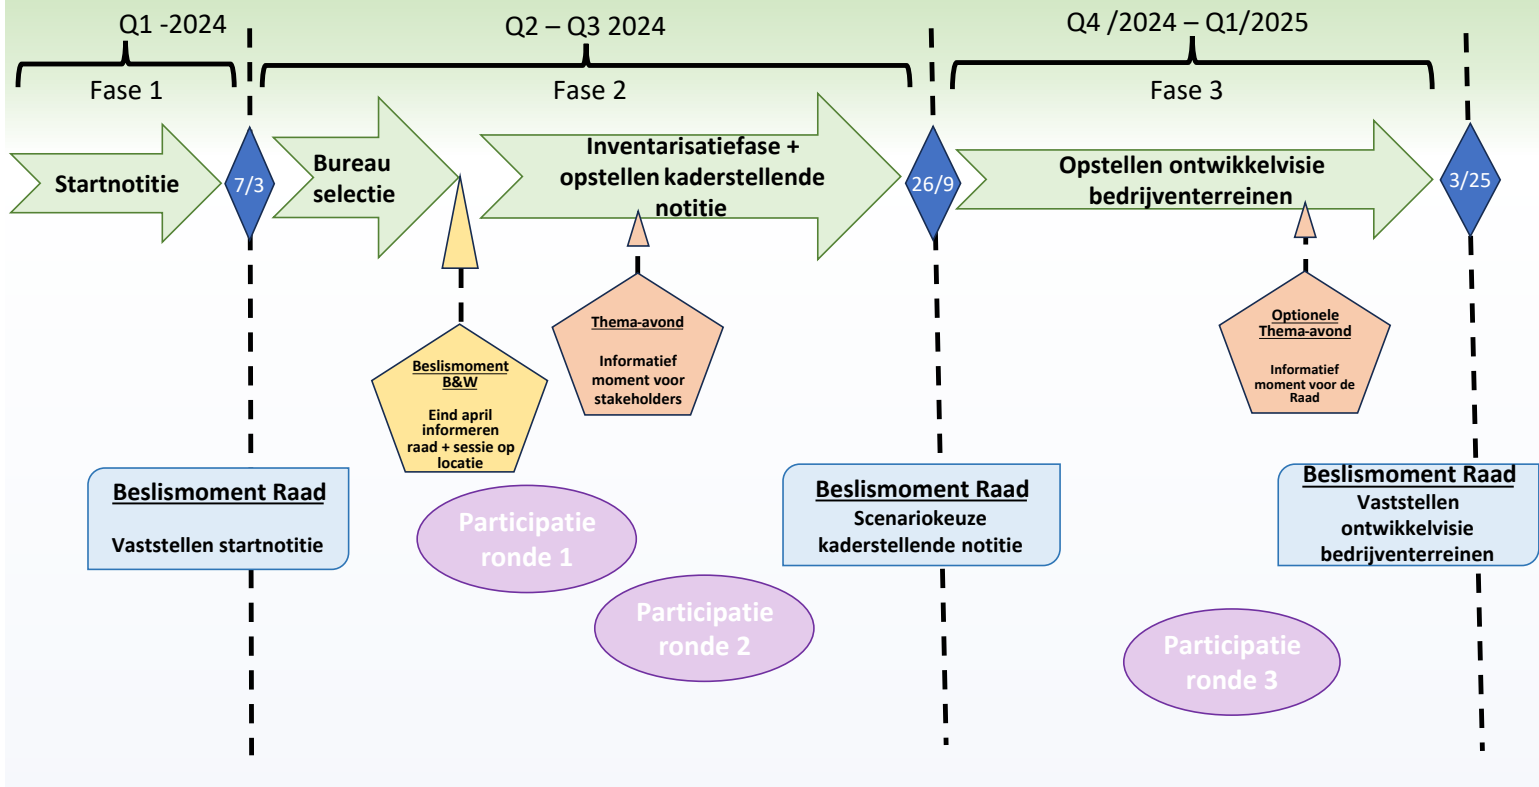 Q1 -2024
Q2 – Q3 2024
Q4 /2024 – Q1/2025
Fase 1
Fase 2
Fase 3
Startnotitie
7/3
Bureau
selectie
Inventarisatiefase +
opstellen kaderstellende
notitie
26/9
Opstellen ontwikkelvisie
bedrijventerreinen
3/25
Beslismoment
B&W
Eind april
informeren
raad + sessie op
locatie
Thema-avond
Informatief
moment voor
stakeholders
Optionele
Thema-avond
Informatief
moment voor de
Raad
Beslismoment Raad
Vaststellen startnotitie
Participatie
ronde 1
Participatie
ronde 2
Beslismoment Raad
Scenariokeuze
kaderstellende notitie
Beslismoment Raad
Vaststellen
ontwikkelvisie
bedrijventerreinen
Participatie
ronde 3